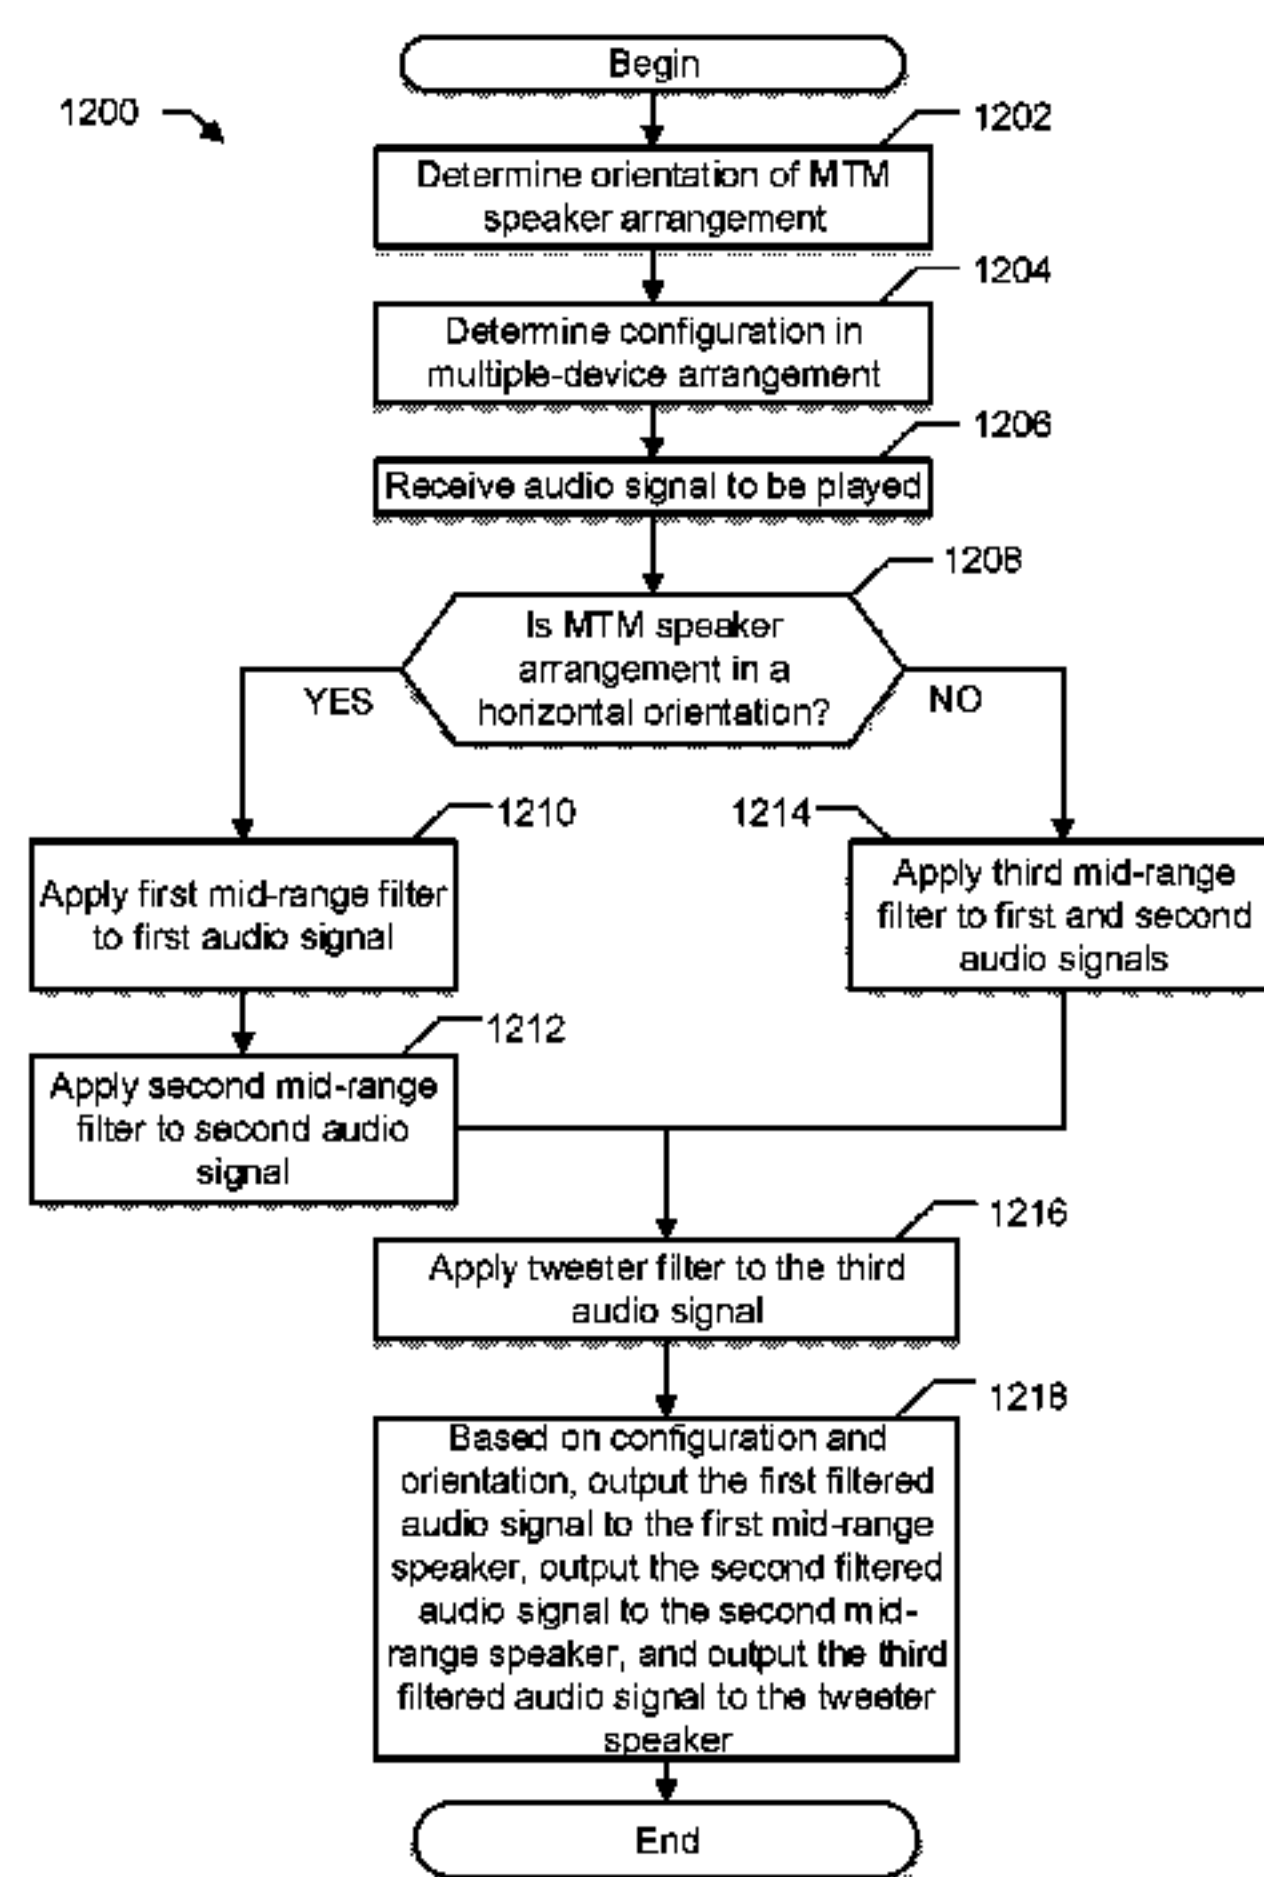 Begin
1200
1202
Determine orientation of MTM
speaker arrangement
1204
Determine configuration in
multiple-device arrangement
1206
Receive audio signal to be played
1208
Is MTM speaker
arrangement in a
horizontal orientation?
YES
NO
1210
Apply first mid-range filter
to first audio signal
1214
Apply third mid-range
filter to first and second
audio signals
1212
Apply second mid-range
filter to second audio
signal
1216
Apply tweeter filter to the third
audio signal
1218
Based on configuration and
orientation, output the first filtered
audio signal to the first mid-range
speaker, output the second filtered
audio signal to the second mid-
range speaker, and output the third
filtered audio signal to the tweeter
speaker
End